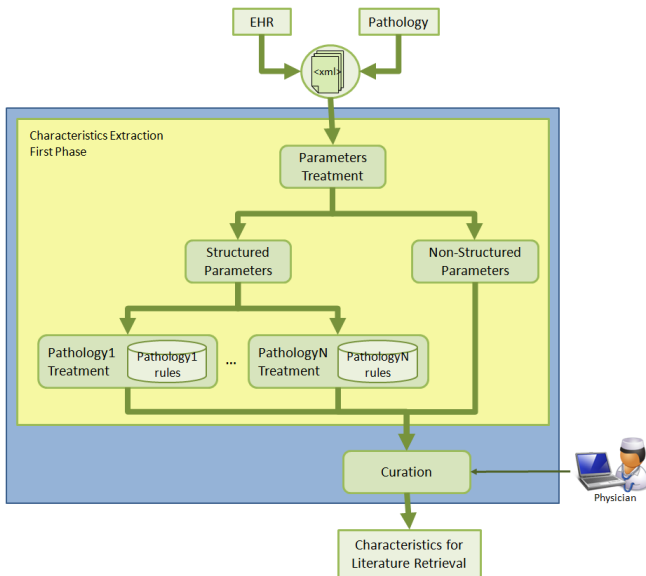 EHR
Pathology
<xml>
Characteristics Extraction
First Phase
Parameters
Treatment
Structured
Parameters
Non-Structured
Parameters
Pathology1
Treatment
Pathology1
rules
...
PathologyN
Treatment
PathologyN
rules
Curation
Physician
Characteristics for
Literature Retrieval